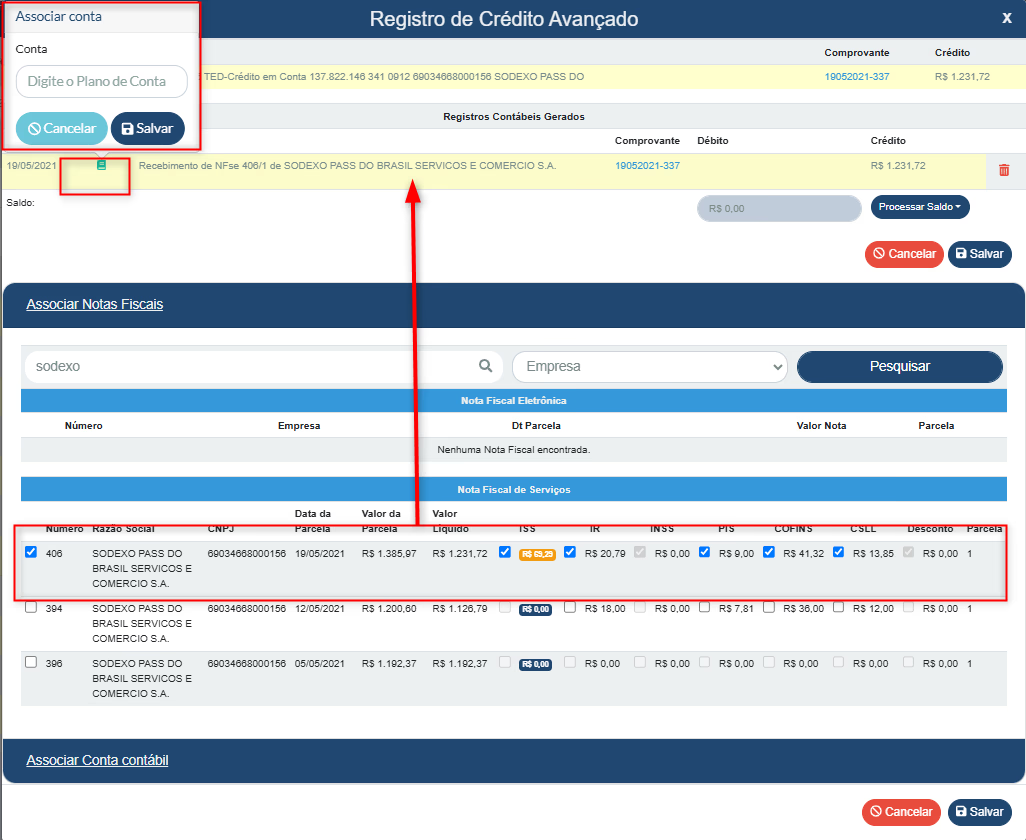 Associar conta
Registro de Crédito Avançado
X
Conta
Digite o Plano de Conta
Cancelar Salvar
Comprovante Crédito
TED-Crédito em Conta 137.822.146 341 0912 69034668000156 SODEXO PASS DO 19052021-337 R$ 1.231,72
Registros Contábeis Gerados
Comprovante Débito Crédito
19/05/2021 Recebimento de NFse 406/1 de SODEXO PASS DO BRASIL SERVICOS E COMERCIO S.A. 19052021-337 R$ 1.231,72
Saldo: R$ 0,00 Processar Saldo
Cancelar Salvar
Associar Notas Fiscais
sodexo Empresa Pesquisar
Nota Fiscal Eletrônica
Número Empresa Dt Parcela Valor Nota Parcela
Nenhuma Nota Fiscal encontrada.
Nota Fiscal de Serviços
Número Razão Social CNPJ Data da Parcela Valor da Parcela Valor Líquido ISS IR INSS PIS COFINS CSLL Desconto Parcela
406 SODEXO PASS DO 69034668000156 19/05/2021 R$ 1.385,97 R$ 1.231,72 R$ 69,29 R$ 20,79 R$ 0,00 R$ 9,00 R$ 41,32 R$ 13,85 R$ 0,00 1
BRASIL SERVICOS E
COMERCIO S.A.
394 SODEXO PASS DO 69034668000156 12/05/2021 R$ 1.200,60 R$ 1.126,79 R$ 0,00 R$ 18,00 R$ 0,00 R$ 7,81 R$ 36,00 R$ 12,00 R$ 0,00 1
BRASIL SERVICOS E
COMERCIO S.A.
396 SODEXO PASS DO 69034668000156 05/05/2021 R$ 1.192,37 R$ 1.192,37 R$ 0,00 R$ 0,00 R$ 0,00 R$ 0,00 R$ 0,00 R$ 0,00 R$ 0,00 1
BRASIL SERVICOS E
COMERCIO S.A.
Associar Conta contábil
Cancelar Salvar